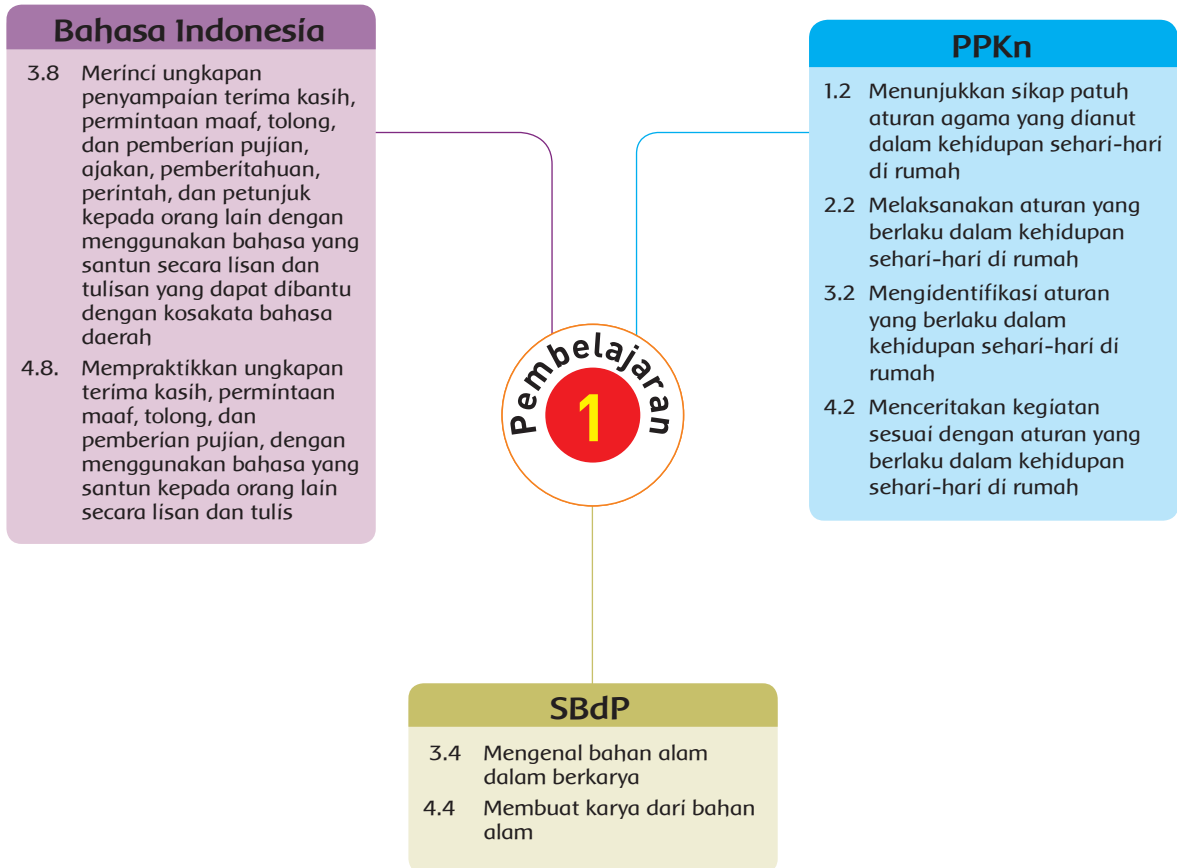 Bahasa Indonesia
3.8 Merinci ungkapan
penyampaian terima kasih,
permintaan maaf, tolong,
dan pemberian pujian,
ajakan, pemberitahuan,
perintah, dan petunjuk
kepada orang lain dengan
menggunakan bahasa yang
santun secara lisan dan
tulisan yang dapat dibantu
dengan kosakata bahasa
daerah
4.8. Mempraktikkan ungkapan
terima kasih, permintaan
maaf, tolong, dan
pemberian pujian, dengan
menggunakan bahasa yang
santun kepada orang lain
secara lisan dan tulis
PPKn
1.2 Menunjukkan sikap patuh
aturan agama yang dianut
dalam kehidupan sehari-hari
di rumah
2.2 Melaksanakan aturan yang
berlaku dalam kehidupan
sehari-hari di rumah
3.2 Mengidentifikasi aturan
yang berlaku dalam
kehidupan sehari-hari di
rumah
4.2 Menceritakan kegiatan
sesuai dengan aturan yang
berlaku dalam kehidupan
sehari-hari di rumah
Pembelajaran
1
SBdP
3.4 Mengenal bahan alam
dalam berkarya
4.4 Membuat karya dari bahan
alam